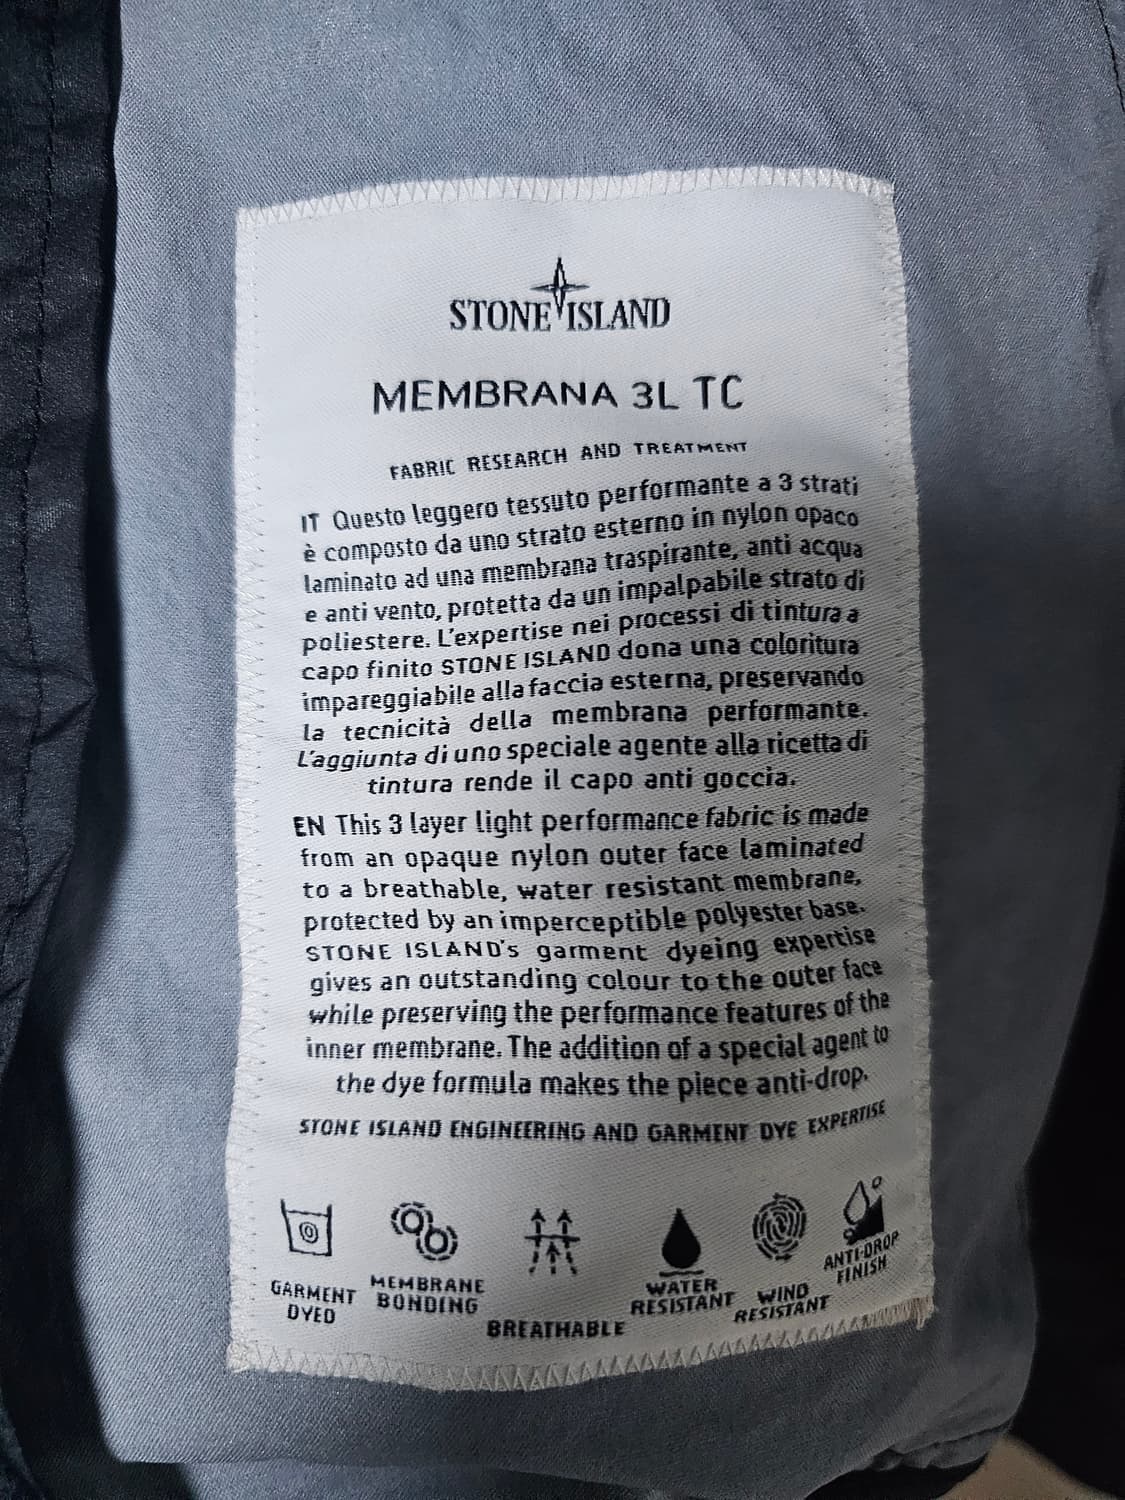 STONE ISLAND
MEMBRANA 3L TC
FABRIC RESEARCH AND TREATMENT
IT Questo leggero tessuto performante a 3 strati
è composto da uno strato esterno in nylon opaco
laminato ad una membrana traspirante, anti acqua
e anti vento, protetta da un impalpabile strato di
poliestere. L'expertise nei processi di tintura a
capo finito STONE ISLAND dona una coloritura
impareggiabile alla faccia esterna, preservando
la tecnicità della membrana performante.
L'aggiunta di uno speciale agente alla ricetta di
tintura rende il capo anti goccia.
EN This 3 layer light performance fabric is made
from an opaque nylon outer face laminated
to a breathable, water resistant membrane,
protected by an imperceptible polyester base.
STONE ISLAND's garment dyeing expertise
gives an outstanding colour to the outer face
while preserving the performance features of the
inner membrane. The addition of a special agent to
the dye formula makes the piece anti-drop.
STONE ISLAND ENGINEERING AND GARMENT DYE EXPERTISE
GARMENT
DYED
MEMBRANE
BONDING
BREATHABLE
WATER
RESISTANT
WIND
RESISTANT
ANTI-DROP
FINISH